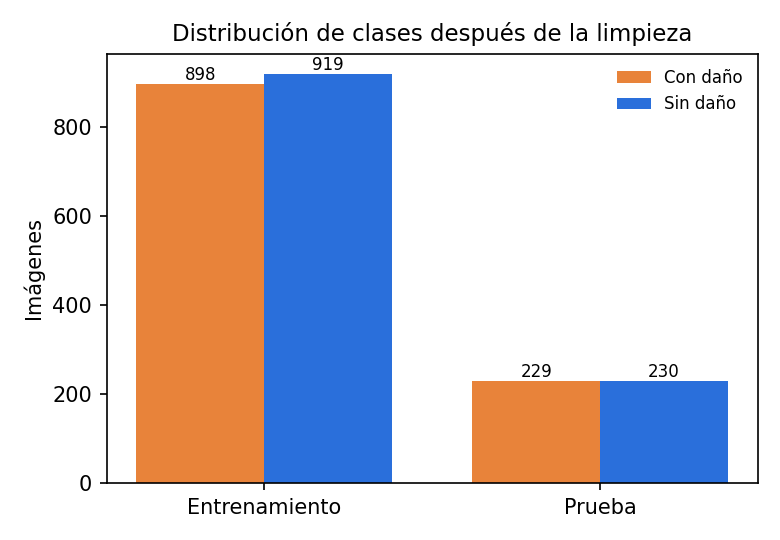 Distribución de clases después de la limpieza
Con daño
Sin daño
898
919
229
230
Imágenes
800
600
400
200
0
Entrenamiento
Prueba